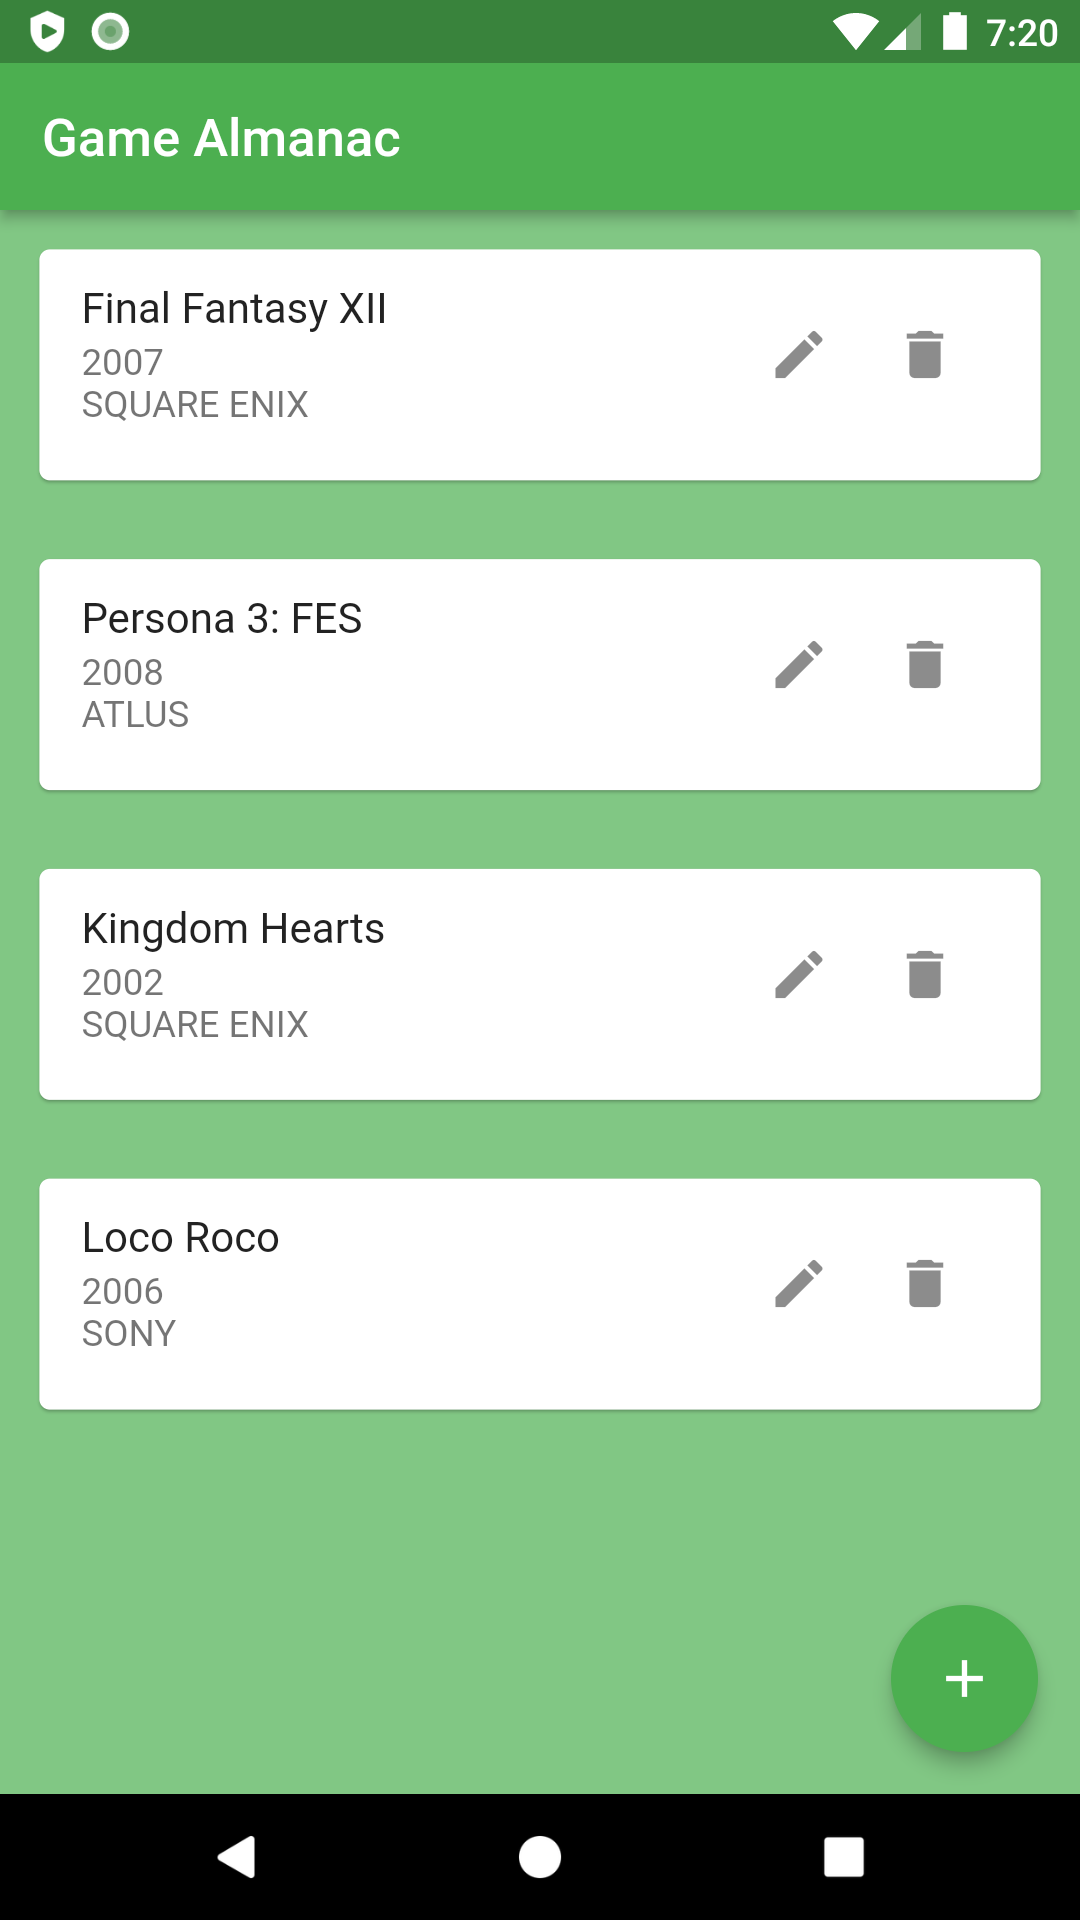 7:20
Game Almanac
Final Fantasy XII
2007
SQUARE ENIX
Persona 3: FES
2008
ATLUS
Kingdom Hearts
2002
SQUARE ENIX
Loco Roco
2006
SONY